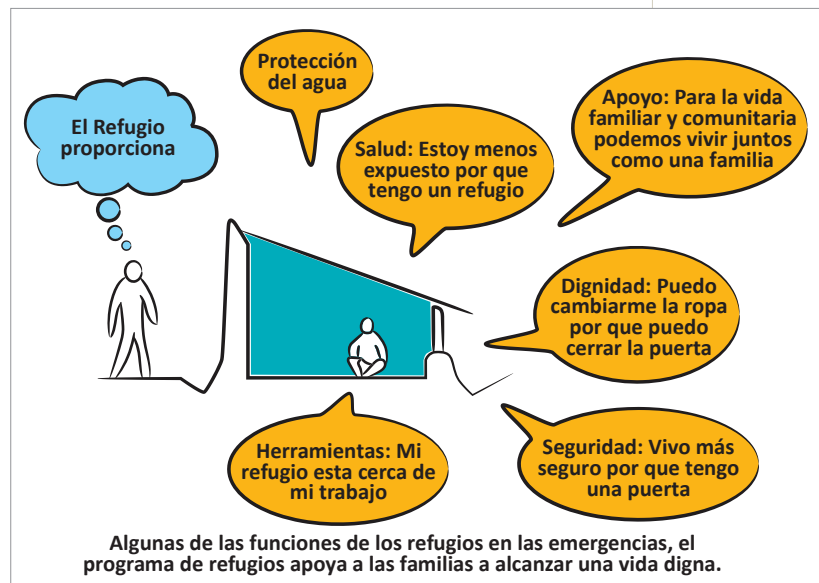 El Refugio
proporciona
Protección
del agua
Salud: Estoy menos
expuesto por que
tengo un refugio
Apoyo: Para la vida
familiar y comunitaria
podemos vivir juntos
como una familia
Dignidad: Puedo
cambiarme la ropa
por que puedo
cerrar la puerta
Herramientas: Mi
refugio esta cerca de
mi trabajo
Seguridad: Vivo más
seguro por que tengo
una puerta
Algunas de las funciones de los refugios en las emergencias, el
programa de refugios apoya a las familias a alcanzar una vida digna.